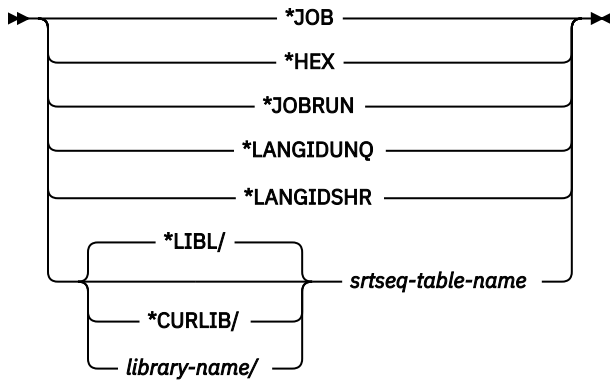 *JOB
*HEX
*JOBRUN
*LANGIDUNQ
*LANGIDSHR
*LIBL/
srtseq-table-name
*CURLIB/
library-name/